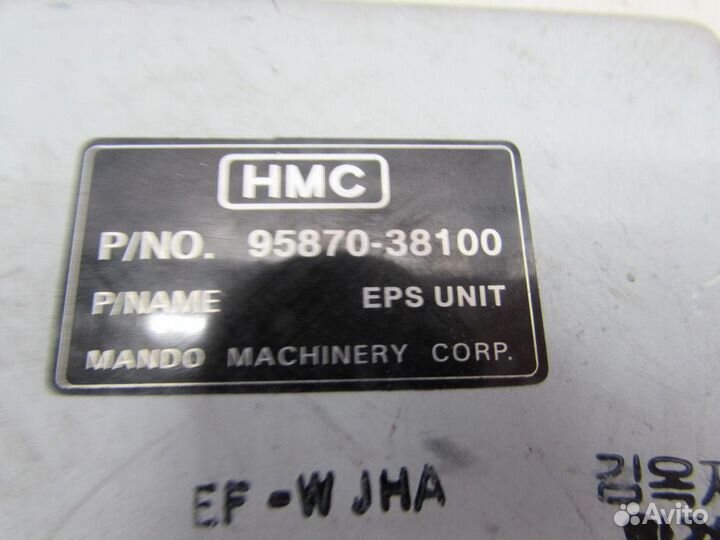 HMC
P/NO. 95870-38100
P/NAME EPS UNIT
MANDO MACHINERY CORP.
EF-WJHA
Avito